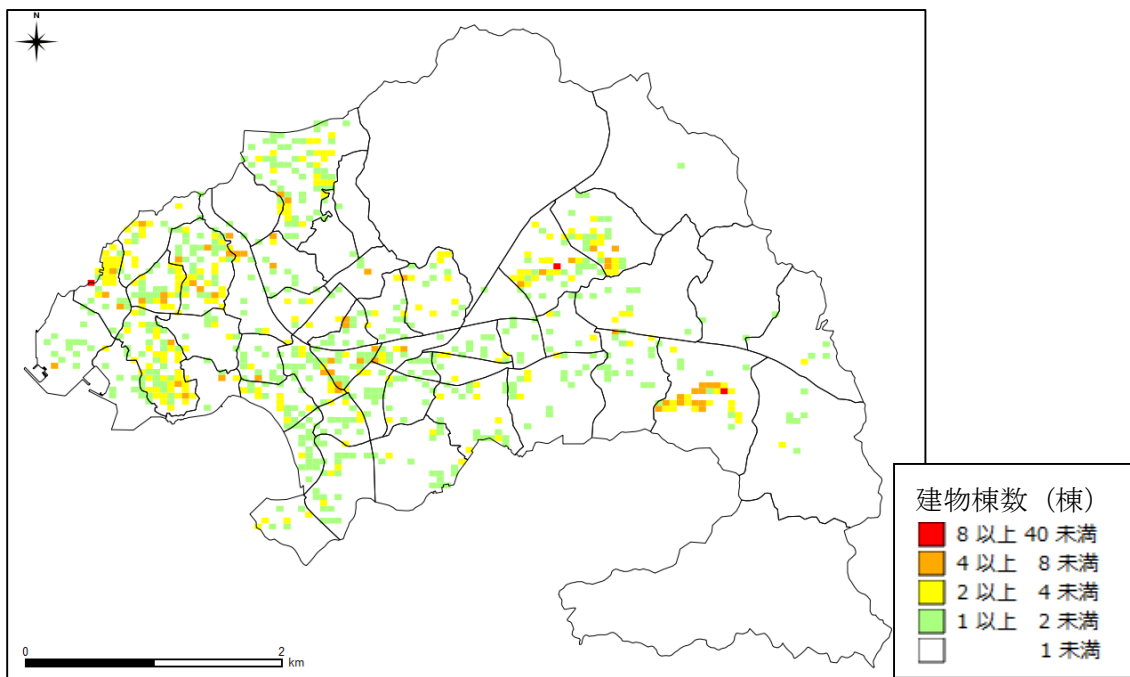 N
建物棟数（棟）
8 以上 40 未満
4 以上 8 未満
2 以上 4 未満
1 以上 2 未満
1 未満
0 2
km